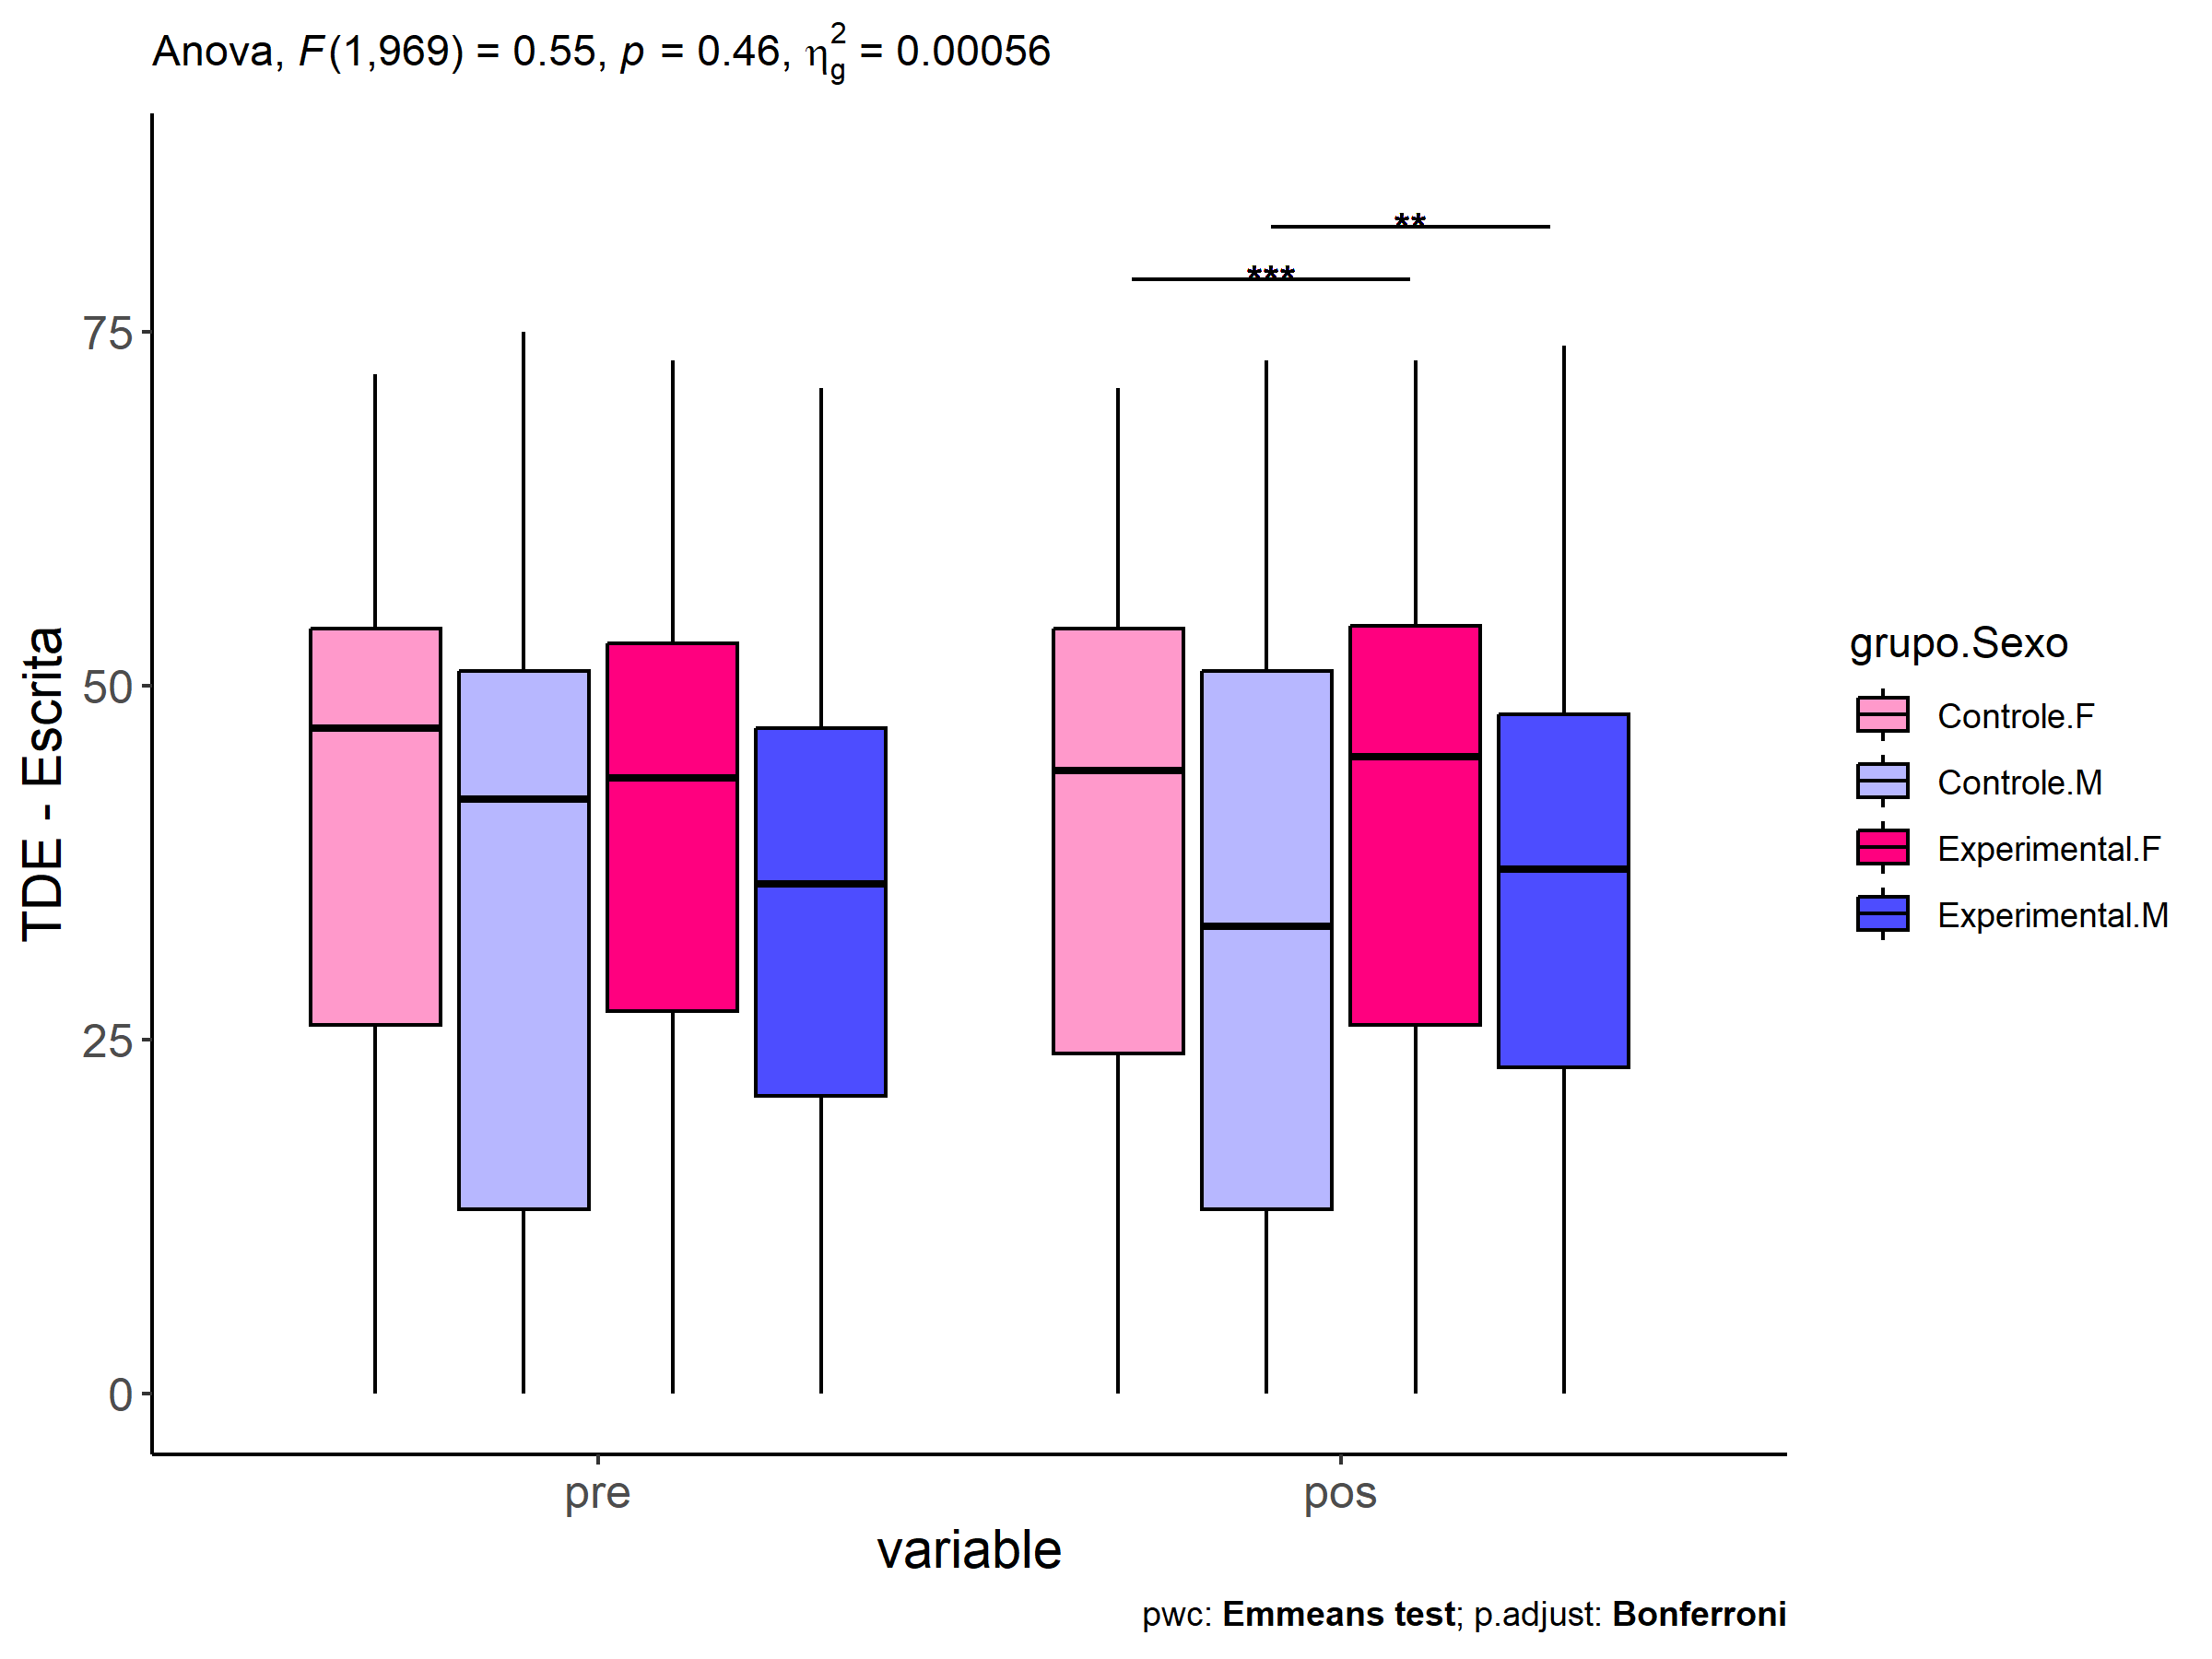 Anova, F(1,969) = 0.55, p = 0.46, η²g = 0.00056
**
***
75
50
25
0
TDE - Escrita
pre
pos
variable
grupo.Sexo
Controle.F
Controle.M
Experimental.F
Experimental.M
pwc: Emmeans test; p.adjust: Bonferroni